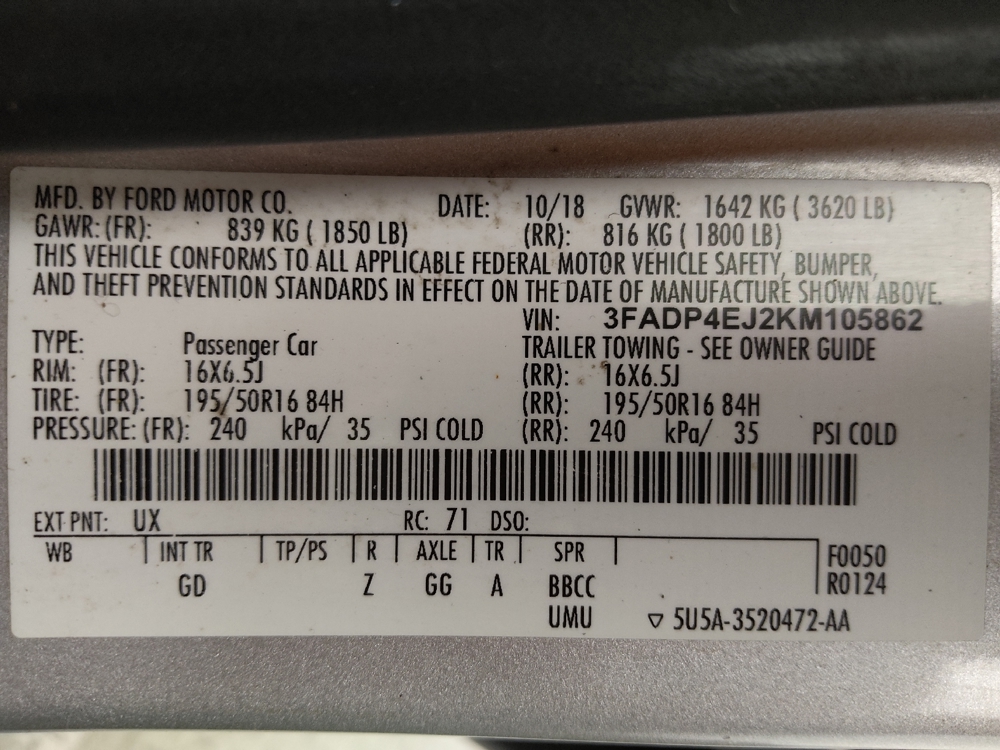 MFD. BY FORD MOTOR CO. DATE: 10/18 GVWR: 1642 KG ( 3620 LB)
GAWR: (FR): 839 KG ( 1850 LB) (RR): 816 KG ( 1800 LB)
THIS VEHICLE CONFORMS TO ALL APPLICABLE FEDERAL MOTOR VEHICLE SAFETY, BUMPER,
AND THEFT PREVENTION STANDARDS IN EFFECT ON THE DATE OF MANUFACTURE SHOWN ABOVE.
VIN: 3FADP4EJ2KM105862
TYPE: Passenger Car TRAILER TOWING - SEE OWNER GUIDE
RIM: (FR): 16X6.5J (RR): 16X6.5J
TIRE: (FR): 195/50R16 84H (RR): 195/50R16 84H
PRESSURE: (FR): 240 kPa/ 35 PSI COLD (RR): 240 kPa/ 35 PSI COLD
EXT PNT: UX RC: 71 DSO:
WB INT TR TP/PS R AXLE TR SPR F0050
GD Z GG A BBCC R0124
UMU ▽ 5U5A-3520472-AA